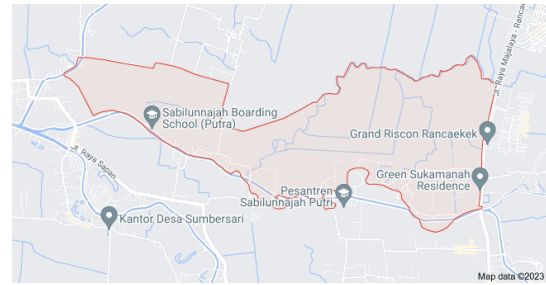 Jl. Raya Majalaya - Rancae
Sabilunnajah Boarding
School (Putra)
Grand Riscon Rancaekek
Jl. Raya Sapan
Green Sukamanah
Residence
Pesantren
Sabilunnajah Putri
Kantor Desa Sumbersari
Map data ©2023